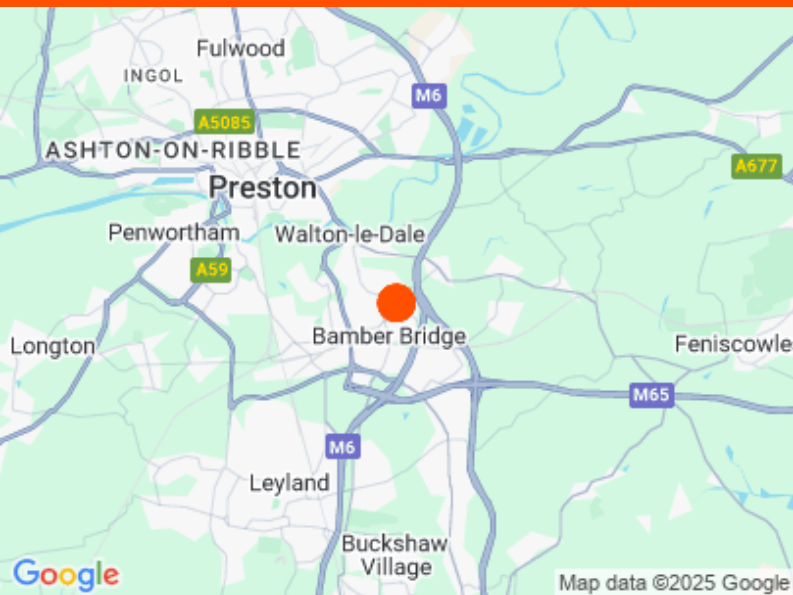 Fulwood
INGOL
M6
A5085
ASHTON-ON-RIBBLE
A677
Preston
Penwortham
Walton-le-Dale
A59
Bamber Bridge
Longton
Feniscowle
M65
M6
Leyland
Buckshaw
Village
Google
Map data ©2025 Google